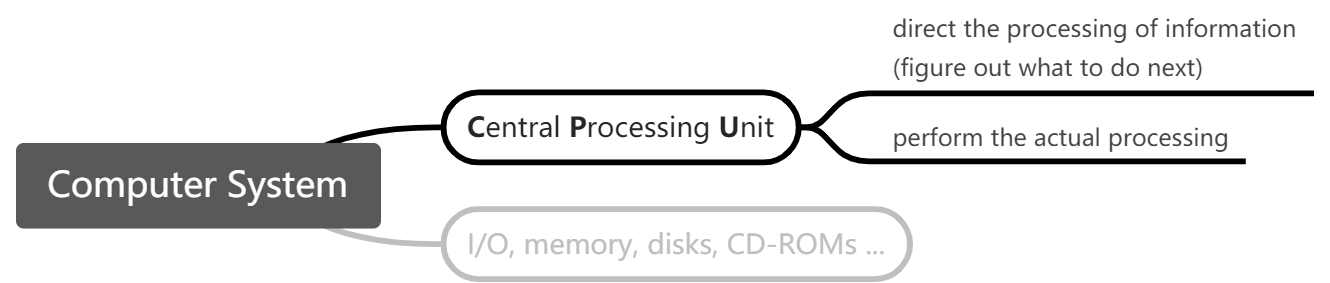 direct the processing of information
(figure out what to do next)
Central Processing Unit
perform the actual processing
Computer System
I/O, memory, disks, CD-ROMs ...